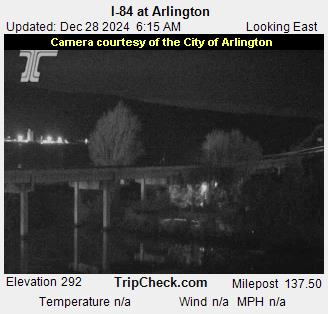 I-84 at Arlington
Updated: Dec 28 2024 6:15 AM Looking East
Camera courtesy of the City of Arlington
Elevation 292 TripCheck.com Milepost 137.50
Temperature n/a Wind n/a MPH n/a